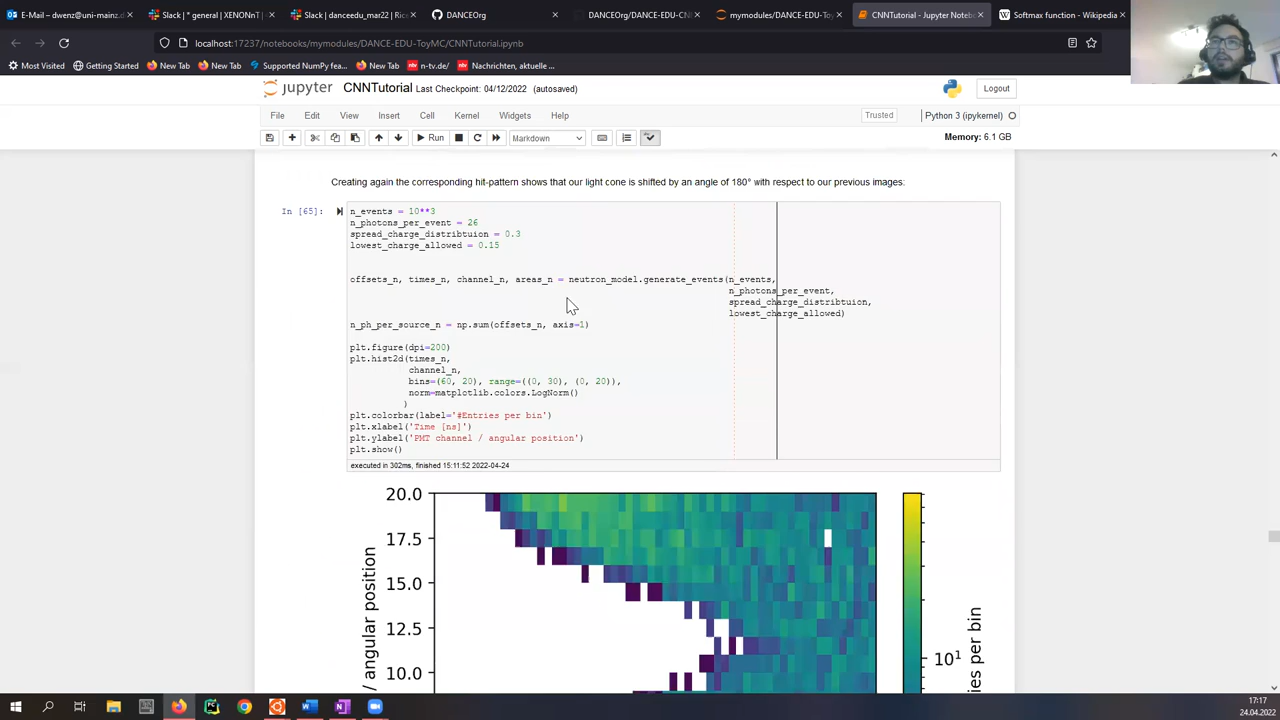 E-Mail – dwenz@uni-mainz.d
Slack | * general | XENONnT |
Slack | danceedu_mar22 | Ric
DANCEOrg
DANCEOrg/DANCE-EDU-CN
mymodules/DANCE-EDU-Toy
CNNTutorial - Jupyter Noteb
Softmax function - Wikipedia
localhost:17237/notebooks/mymodules/DANCE-EDU-ToyMC/CNNTutorial.ipynb
Most Visited
Getting Started
New Tab
New Tab
Supported NumPy fea
New Tab
n-tv.de/
Nachrichten, aktuelle ...
jupyter CNNTutorial Last Checkpoint: 04/12/2022 (autosaved)
Logout
File Edit View Insert Cell Kernel Widgets Help
Trusted
Python 3 (ipykernel)
Run
Markdown
Memory: 6.1 GB
Creating again the corresponding hit-pattern shows that our light cone is shifted by an angle of 180° with respect to our previous images:
In [65]:
n_events = 10**3
n_photons_per_event = 26
spread_charge_distribtuion = 0.3
lowest_charge_allowed = 0.15
offsets_n, times_n, channel_n, areas_n = neutron_model.generate_events(n_events,
n_photons_per_event,
spread_charge_distribtuion,
lowest_charge_allowed)
n_ph_per_source_n = np.sum(offsets_n, axis=1)
plt.figure(dpi=200)
plt.hist2d(times_n,
channel_n,
bins=(60, 20), range=((0, 30), (0, 20)),
norm=matplotlib.colors.LogNorm()
)
plt.colorbar(label='#Entries per bin')
plt.xlabel('Time [ns]')
plt.ylabel('PMT channel / angular position')
plt.show()
executed in 302ms, finished 15:11:52 2022-04-24
20.0
17.5
15.0
12.5
10.0
/ angular position
10¹
ies per bin
17:17
24.04.2022